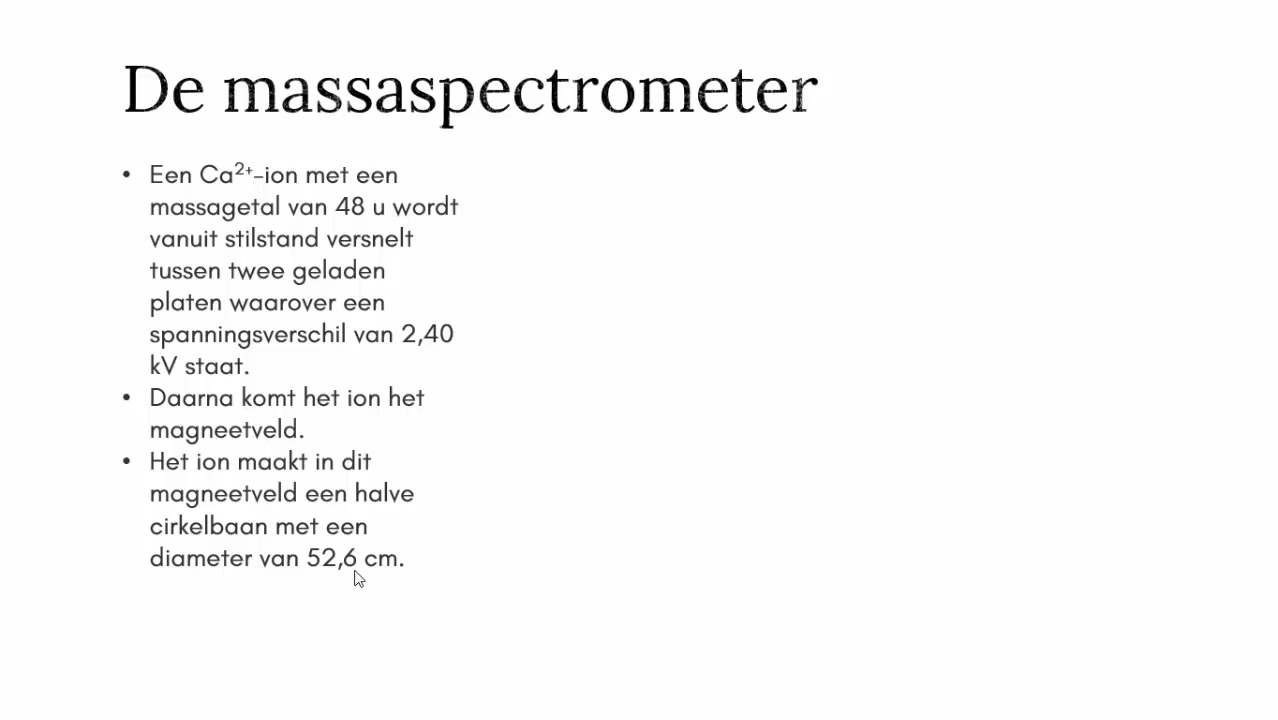 De massaspectrometer
• Een Ca²⁺-ion met een
massagetal van 48 u wordt
vanuit stilstand versnelt
tussen twee geladen
platen waarover een
spanningsverschil van 2,40
kV staat.
• Daarna komt het ion het
magneetveld.
• Het ion maakt in dit
magneetveld een halve
cirkelbaan met een
diameter van 52,6 cm.